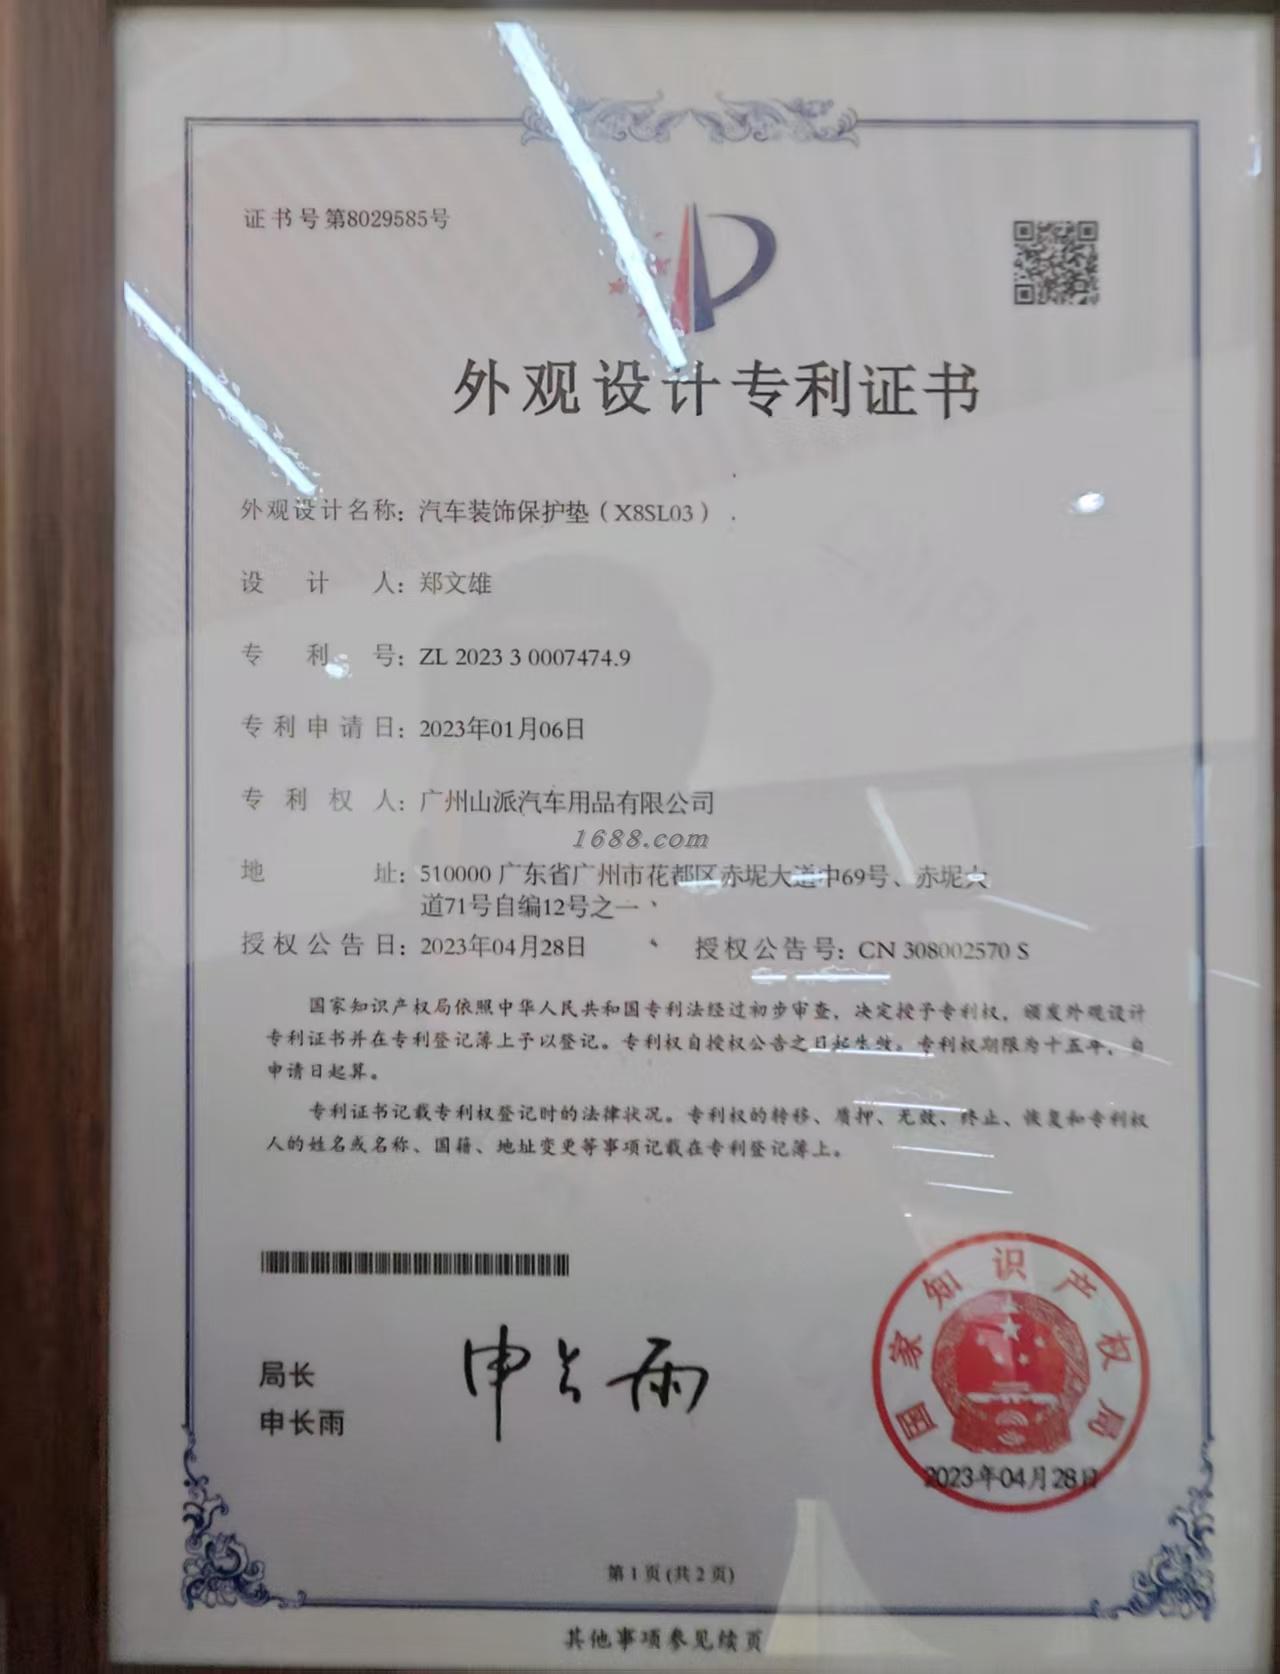 证书号第8029585号
外观设计专利证书
外观设计名称：汽车装饰保护垫（X8SL03）
设计人：郑文雄
专利号：ZL 2023 3 0007474.9
专利申请日：2023年01月06日
专利权人：广州山派汽车用品有限公司
1688.com
地址：510000 广东省广州市花都区赤坭大道中69号、赤坭大
道71号自编12号之一
授权公告日：2023年04月28日 授权公告号：CN 308002570 S
国家知识产权局依照中华人民共和国专利法经过初步审查，决定授予专利权，颁发外观设计
专利证书并在专利登记簿上予以登记。专利权自授权公告之日起生效。专利权期限为十五年，自
申请日起算。
专利证书记载专利权登记时的法律状况。专利权的转移、质押、无效、终止、恢复和专利权
人的姓名或名称、国籍、地址变更等事项记载在专利登记簿上。
局长
申长雨
申长雨
国家知识产权局
2023年04月28日
第1页(共2页)
其他事项参见续页